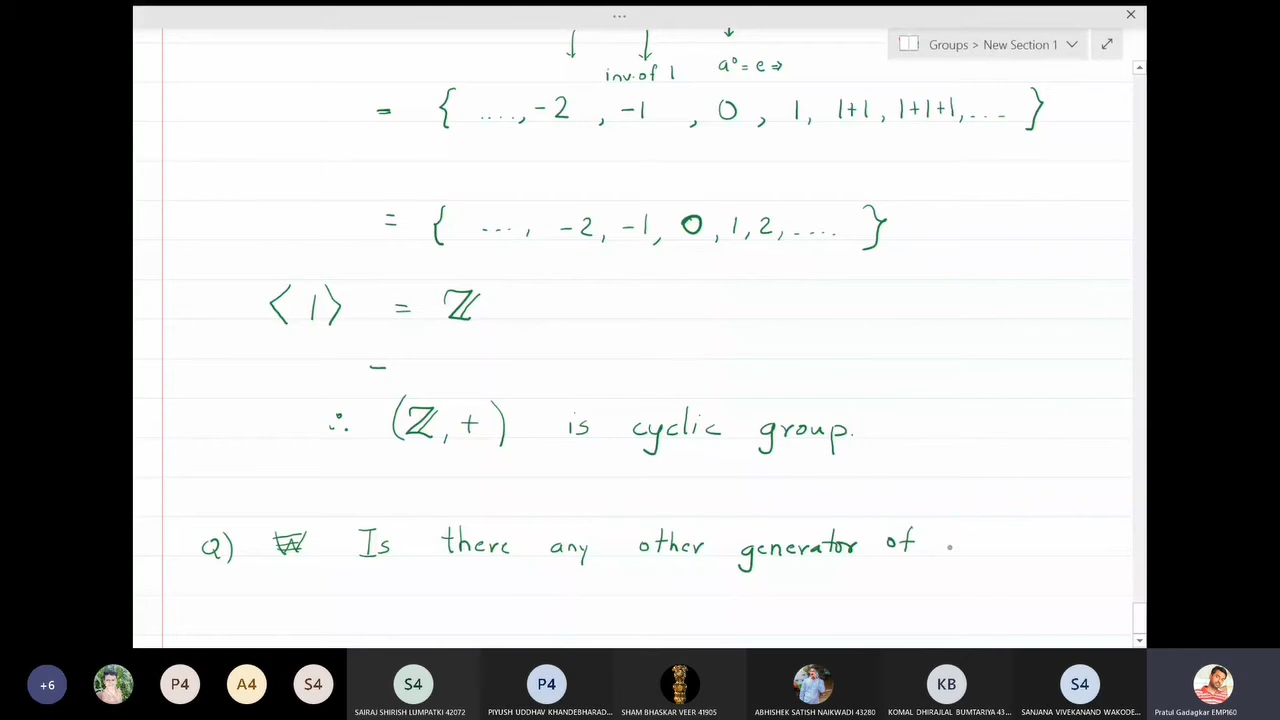 Groups > New Section 1
inv. of 1 a⁰ = e ⇒
= { ...., -2, -1, 0, 1, 1+1, 1+1+1, ... }
= { ..., -2, -1, 0, 1, 2, .... }
⟨1⟩ = ℤ
∴ (ℤ, +) is cyclic group.
Q) Is there any other generator of
+6 P4 A4 S4 S4 P4 KB S4
SAIRAJ SHIRISH LUMPATKI 42072 PIYUSH UDDHAV KHANDEBHARAD... SHAM BHASKAR VEER 41905 ABHISHEK SATISH NAIKWADI 43280 KOMAL DHIRAJLAL BUMTARIYA 43... SANJANA VIVEKANAND WAKODE... Pratul Gadagkar EMP160